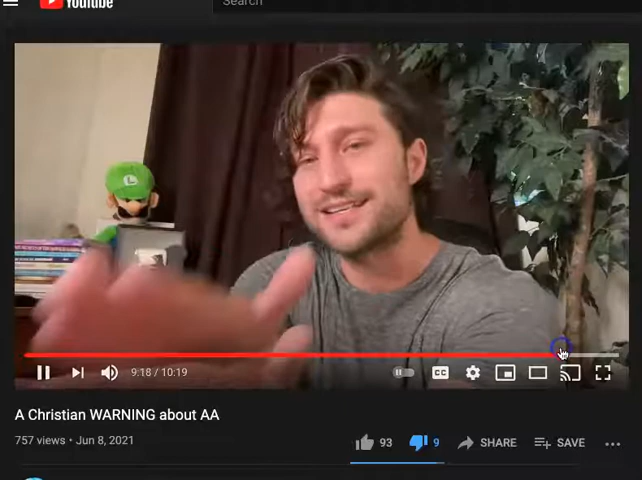 YouTube
Search
L
9:18 / 10:19
CC
A Christian WARNING about AA
757 views • Jun 8, 2021
93
9
SHARE
SAVE